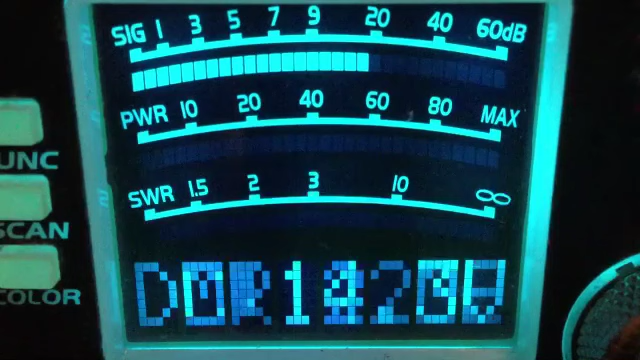 SIG 1 3 5 7 9 20 40 60dB
PWR 10 20 40 60 80 MAX
UNC
SWR 1.5 2 3 10 ∞
SCAN
COLOR